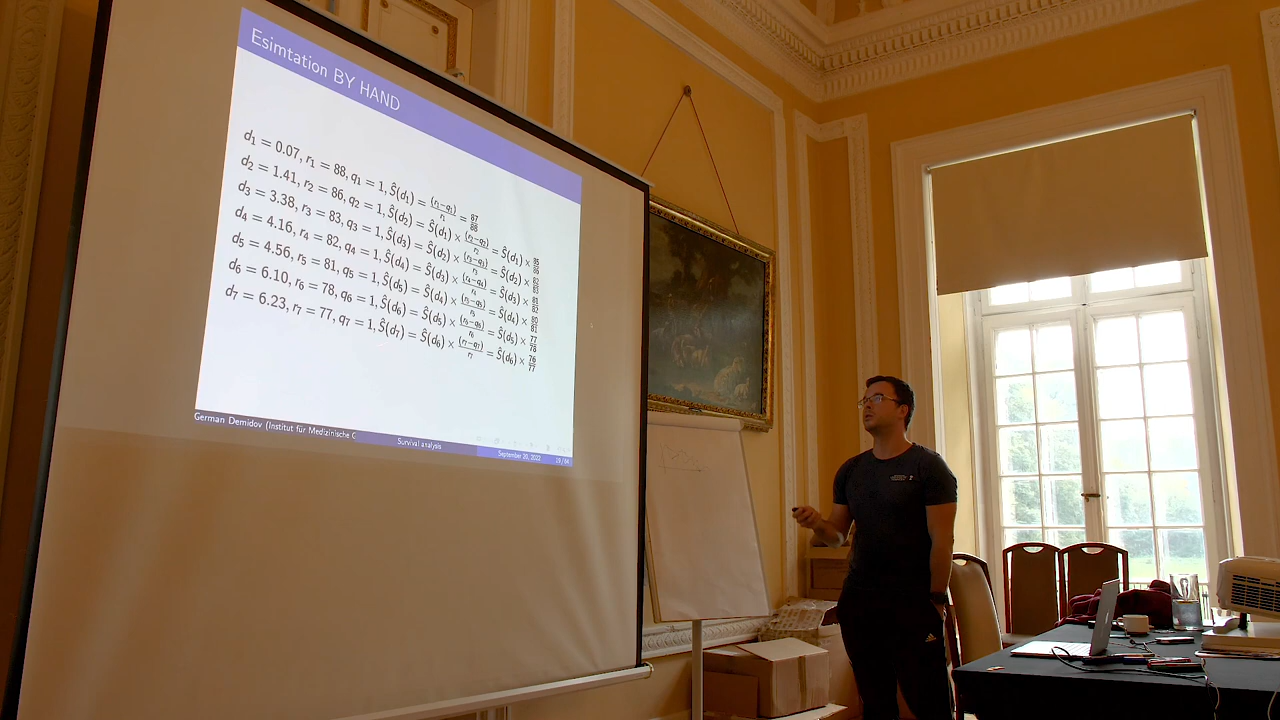 Esimtation BY HAND
d₁ = 0.07, r₁ = 88, q₁ = 1, Ŝ(d₁) = (r₁−q₁)/r₁ = 87/88
d₂ = 1.41, r₂ = 86, q₂ = 1, Ŝ(d₂) = Ŝ(d₁) × (r₂−q₂)/r₂ = Ŝ(d₁) × 85/86
d₃ = 3.38, r₃ = 83, q₃ = 1, Ŝ(d₃) = Ŝ(d₂) × (r₃−q₃)/r₃ = Ŝ(d₂) × 82/83
d₄ = 4.16, r₄ = 82, q₄ = 1, Ŝ(d₄) = Ŝ(d₃) × (r₄−q₄)/r₄ = Ŝ(d₃) × 81/82
d₅ = 4.56, r₅ = 81, q₅ = 1, Ŝ(d₅) = Ŝ(d₄) × (r₅−q₅)/r₅ = Ŝ(d₄) × 80/81
d₆ = 6.10, r₆ = 78, q₆ = 1, Ŝ(d₆) = Ŝ(d₅) × (r₆−q₆)/r₆ = Ŝ(d₅) × 77/78
d₇ = 6.23, r₇ = 77, q₇ = 1, Ŝ(d₇) = Ŝ(d₆) × (r₇−q₇)/r₇ = Ŝ(d₆) × 76/77
German Demidov (Institut für Medizinische G Survival analysis September 30, 2022 19 / 64
adidas